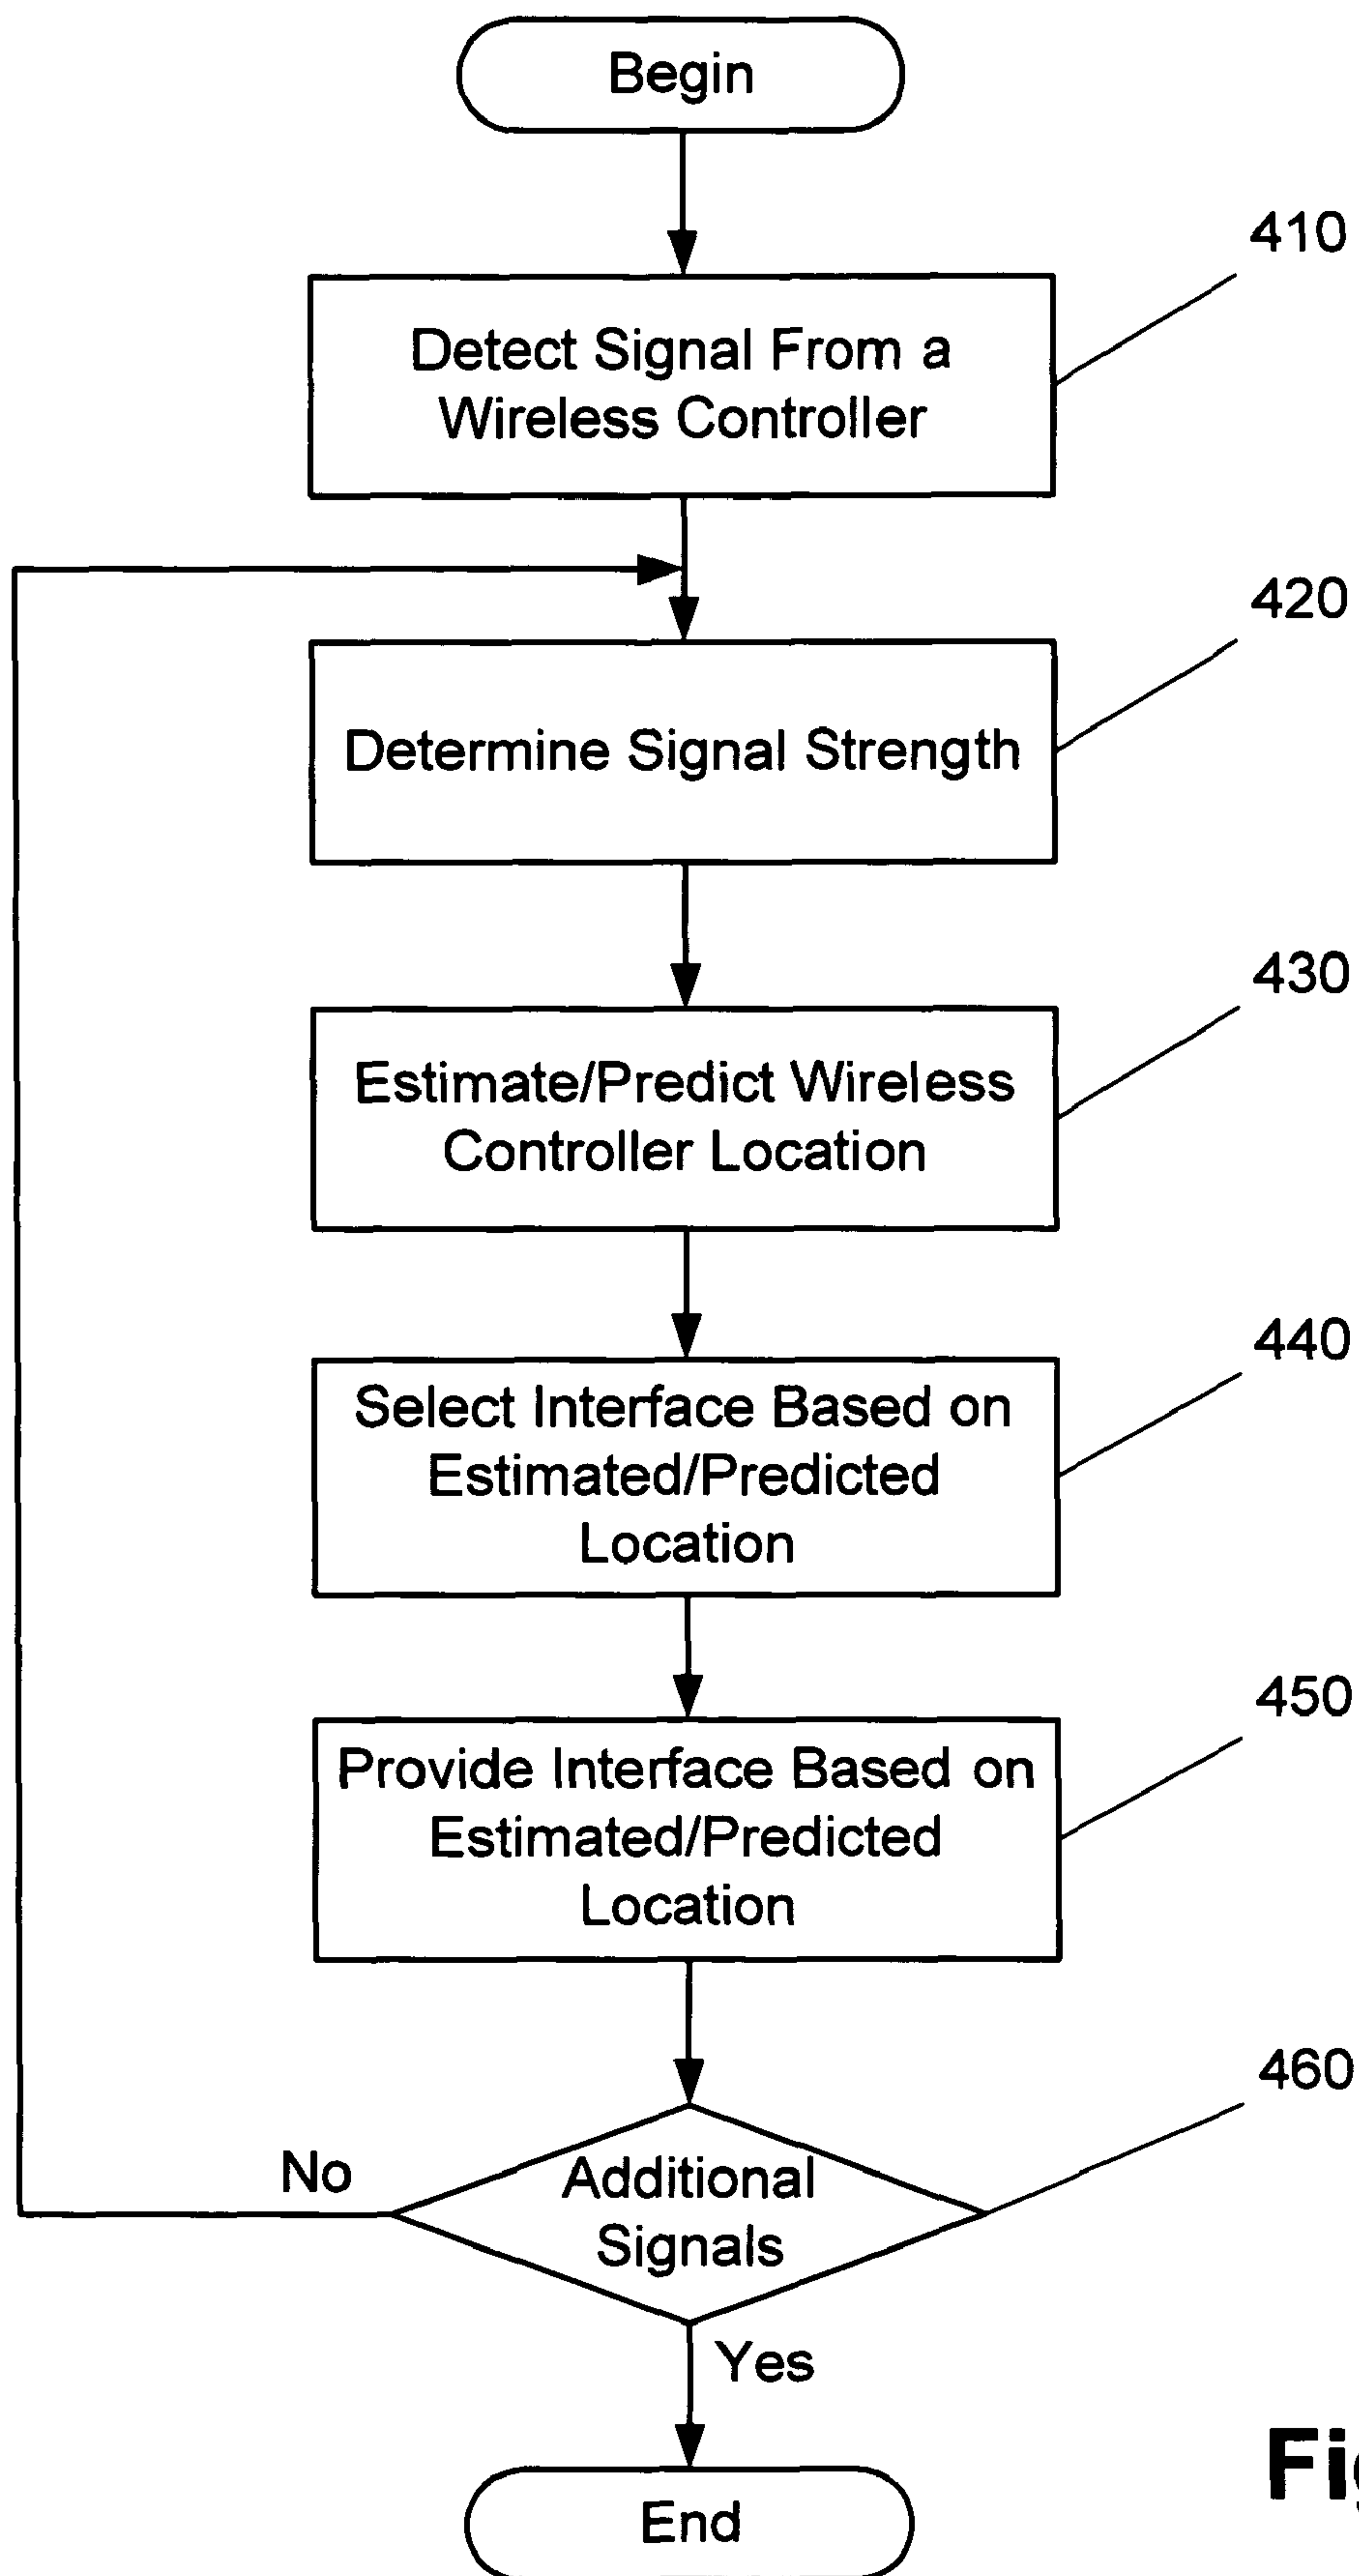 Begin
410
Detect Signal From a
Wireless Controller
420
Determine Signal Strength
430
Estimate/Predict Wireless
Controller Location
440
Select Interface Based on
Estimated/Predicted
Location
450
Provide Interface Based on
Estimated/Predicted
Location
460
No
Additional
Signals
Yes
End